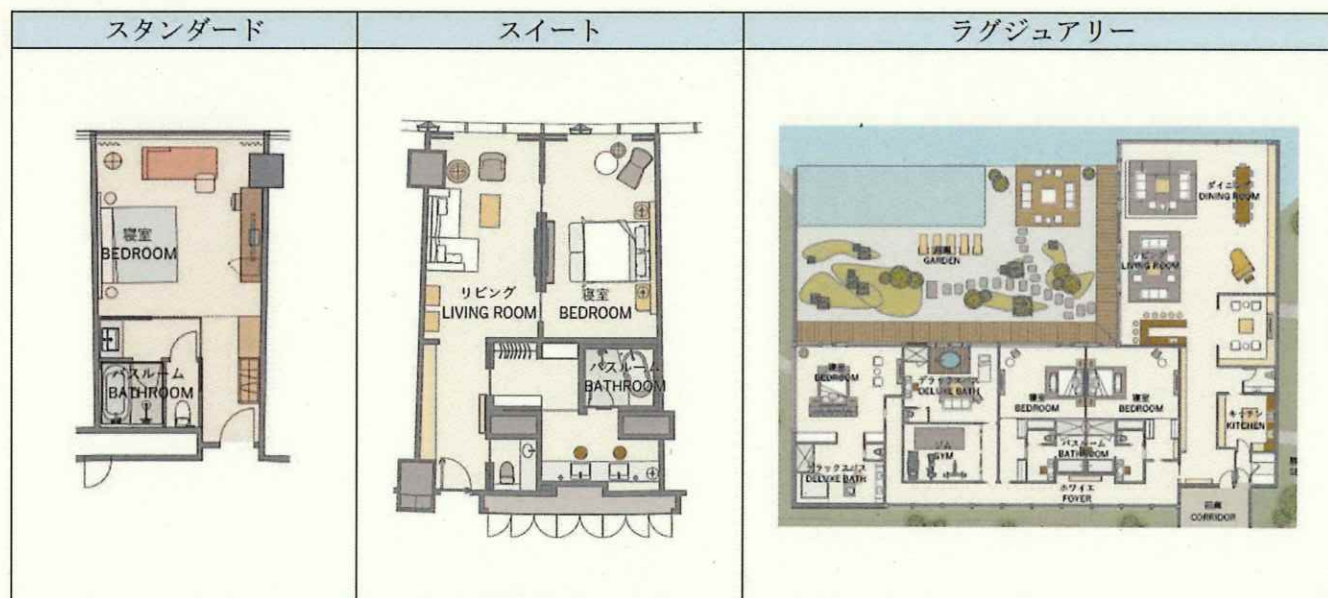 スタンダード
スイート
ラグジュアリー
寝室
BEDROOM
バスルーム
BATHROOM
リビング
LIVING ROOM
寝室
BEDROOM
バスルーム
BATHROOM
ダイニング
DINING ROOM
GARDEN
リビング
LIVING ROOM
寝室
BEDROOM
デラックスバス
DELUXE BATH
寝室
BEDROOM
寝室
BEDROOM
キッチン
KITCHEN
ジム
GYM
バスルーム
BATHROOM
デラックスバス
DELUXE BATH
ホワイエ
FOYER
回廊
CORRIDOR